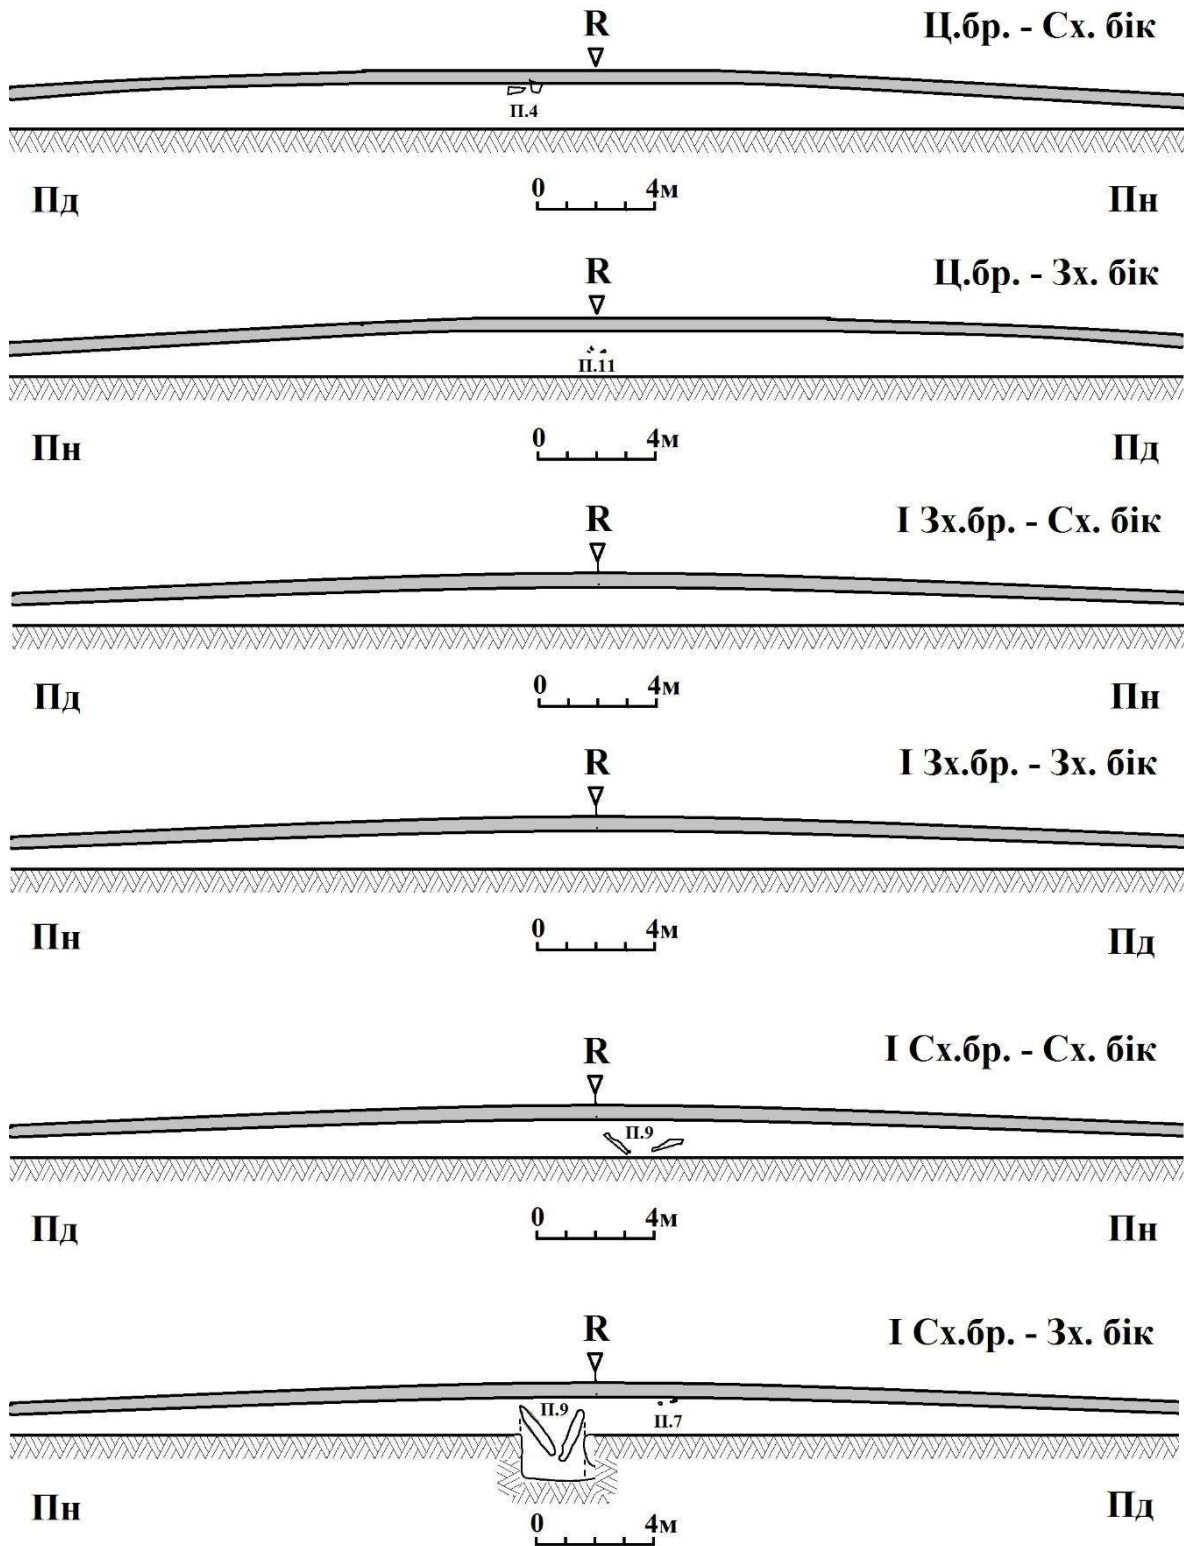 R
Ц.бр. - Сх. бік
П.4
Пд
0 4м
Пн
R
Ц.бр. - Зх. бік
П.11
Пн
0 4м
Пд
R
І Зх.бр. - Сх. бік
Пд
0 4м
Пн
R
І Зх.бр. - Зх. бік
Пн
0 4м
Пд
R
І Сх.бр. - Сх. бік
П.9
Пд
0 4м
Пн
R
І Сх.бр. - Зх. бік
П.9
П.7
Пн
0 4м
Пд